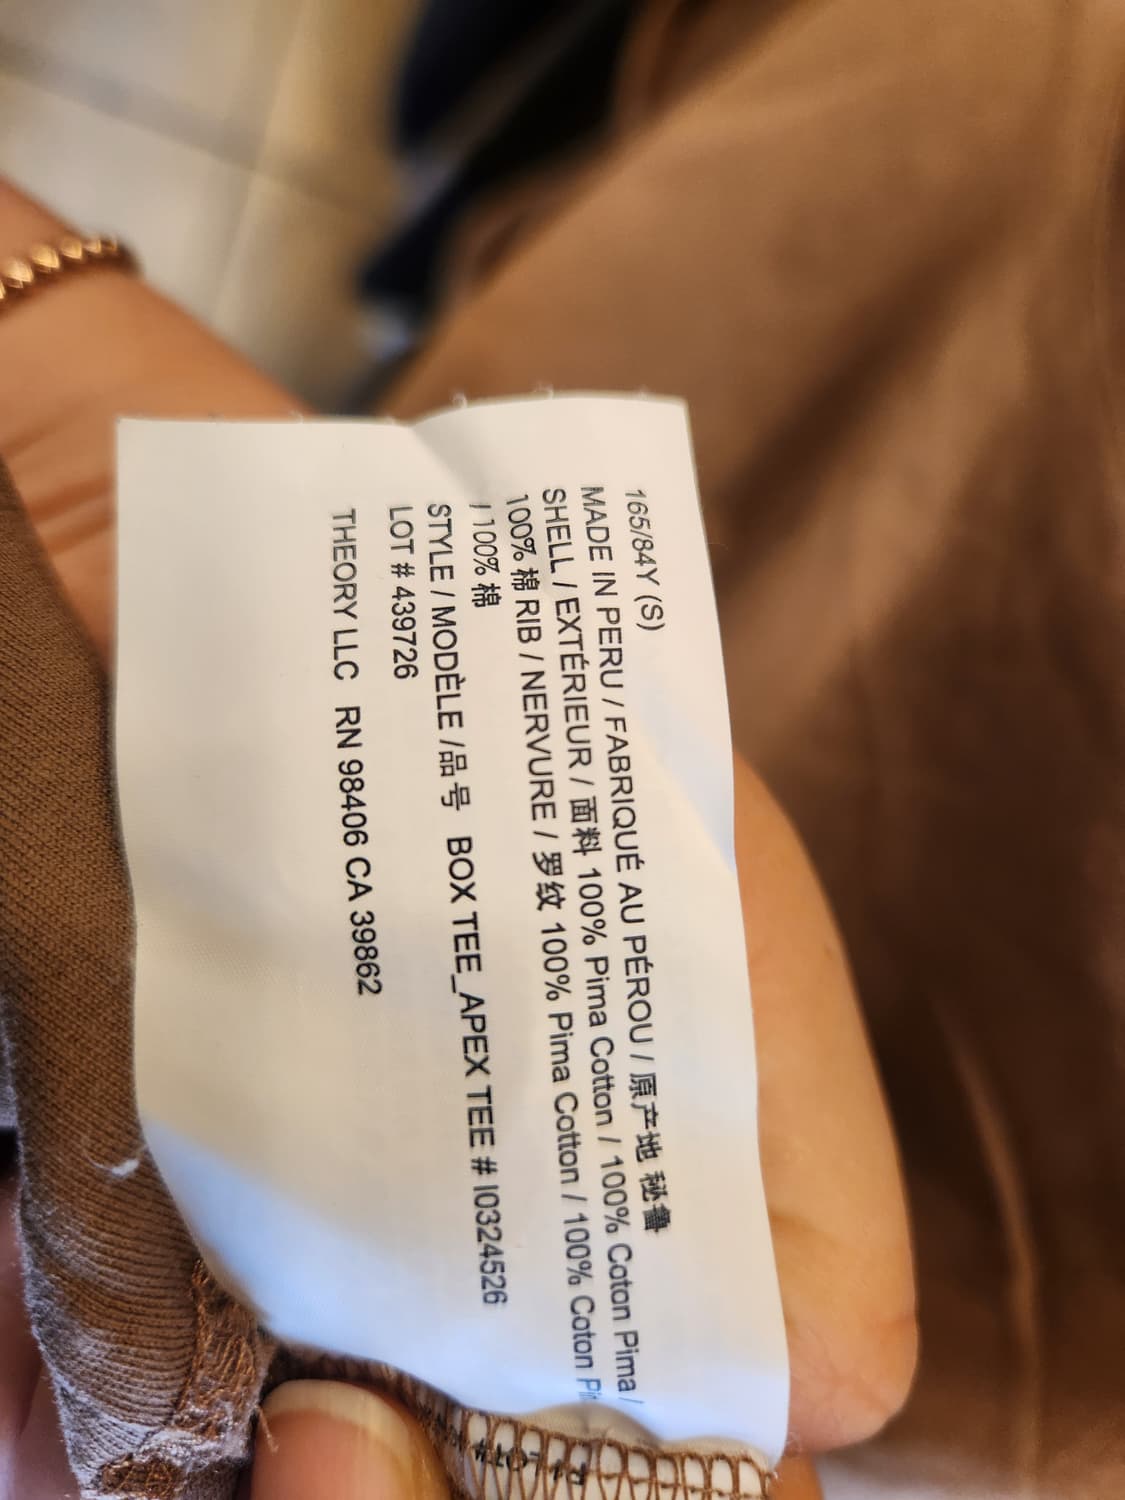 165/84Y (S)
MADE IN PERU / FABRIQUÉ AU PÉROU / 原产地 秘鲁
SHELL / EXTÉRIEUR / 面料 100% Pima Cotton / 100% Coton Pima /
100% 棉 RIB / NERVURE / 罗纹 100% Pima Cotton / 100% Coton
/ 100% 棉
STYLE / MODÈLE /品号 BOX TEE_APEX TEE # I0324526
LOT # 439726
THEORY LLC RN 98406 CA 39862